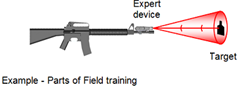 Expert
device
Target
Example - Parts of Field training